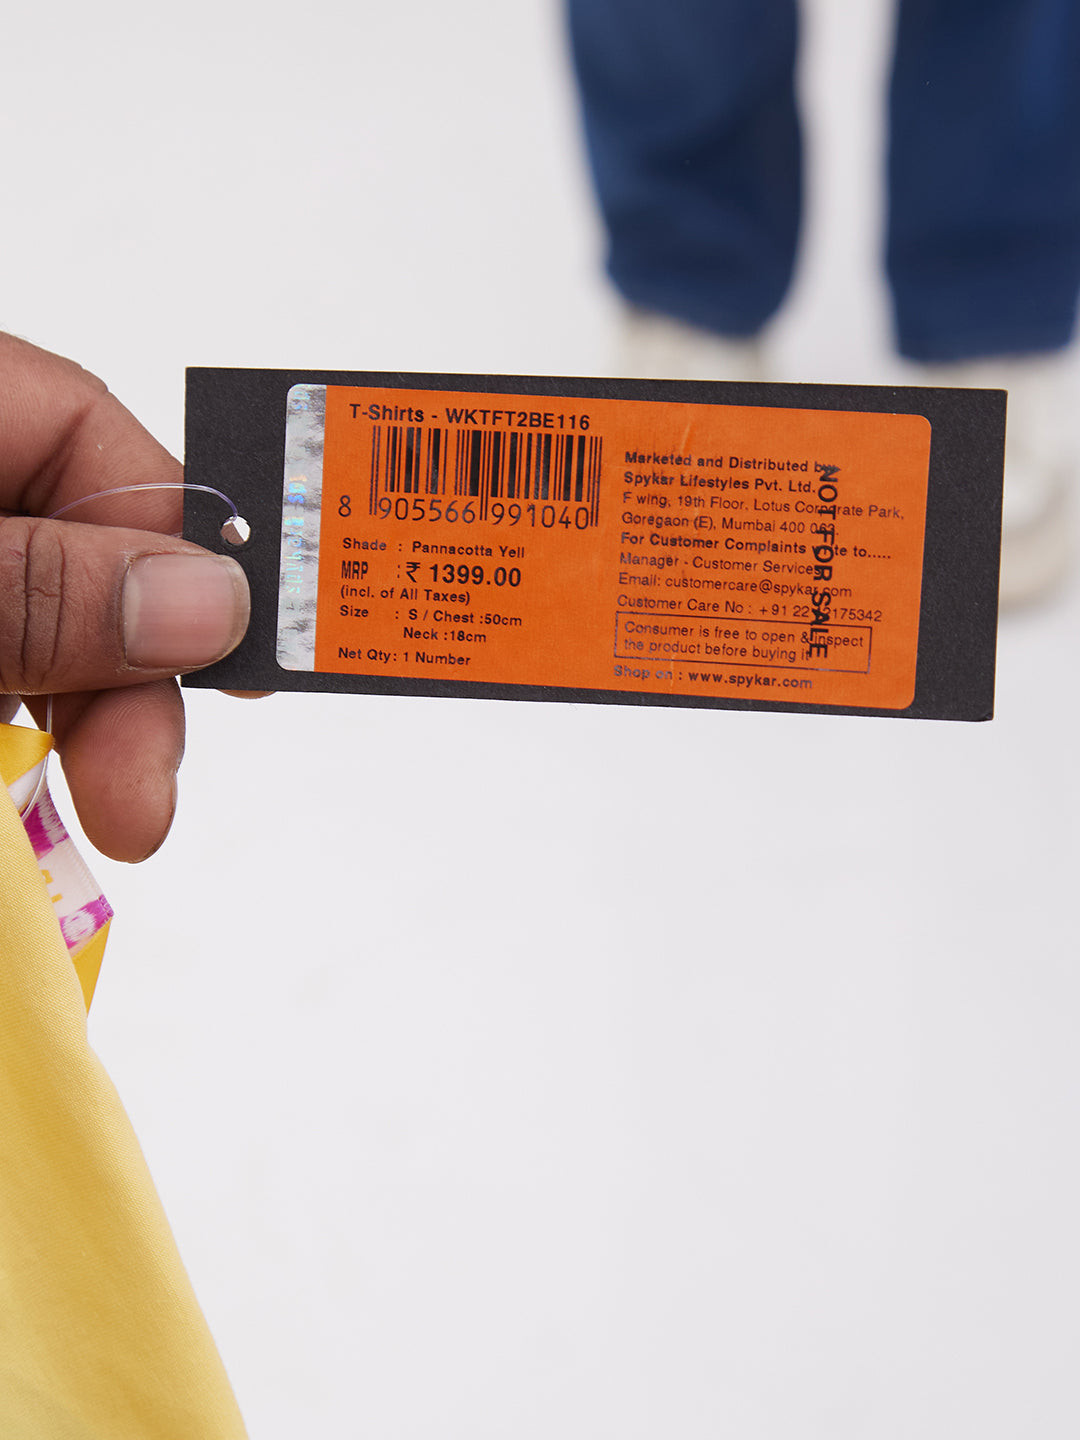 T-Shirts - WKTFT2BE116
8 905566 991040
Shade : Pannacotta Yell
MRP : ₹ 1399.00
(incl. of All Taxes)
Size : S / Chest :50cm
Neck :18cm
Net Qty: 1 Number
Marketed and Distributed by
Spykar Lifestyles Pvt. Ltd.
F wing, 19th Floor, Lotus Corporate Park,
Goregaon (E), Mumbai 400 063.
For Customer Complaints write to.....
Manager - Customer Services
Email: customercare@spykar.com
Customer Care No : +91 22 2175342
Consumer is free to open & inspect
the product before buying it
Shop on : www.spykar.com
NOT FOR SALE